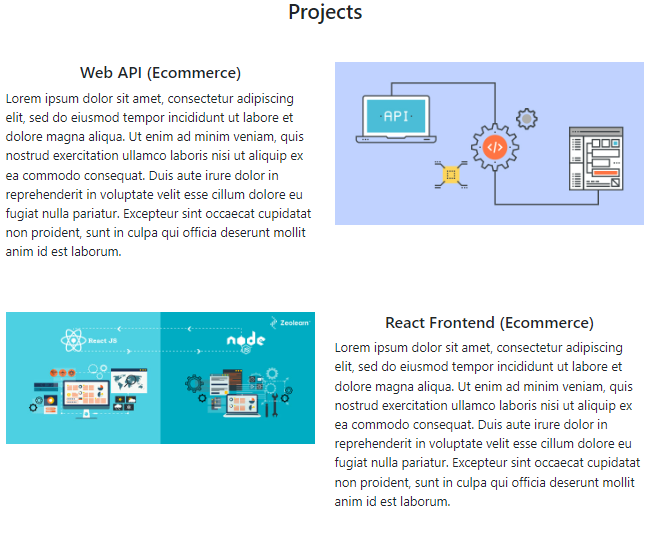 Projects
Web API (Ecommerce)
Lorem ipsum dolor sit amet, consectetur adipiscing
elit, sed do eiusmod tempor incididunt ut labore et
dolore magna aliqua. Ut enim ad minim veniam, quis
nostrud exercitation ullamco laboris nisi ut aliquip ex
ea commodo consequat. Duis aute irure dolor in
reprehenderit in voluptate velit esse cillum dolore eu
fugiat nulla pariatur. Excepteur sint occaecat cupidatat
non proident, sunt in culpa qui officia deserunt mollit
anim id est laborum.
API
</>
React JS
node
JS
Zeolearn
React Frontend (Ecommerce)
Lorem ipsum dolor sit amet, consectetur adipiscing
elit, sed do eiusmod tempor incididunt ut labore et
dolore magna aliqua. Ut enim ad minim veniam, quis
nostrud exercitation ullamco laboris nisi ut aliquip ex
ea commodo consequat. Duis aute irure dolor in
reprehenderit in voluptate velit esse cillum dolore eu
fugiat nulla pariatur. Excepteur sint occaecat cupidatat
non proident, sunt in culpa qui officia deserunt mollit
anim id est laborum.